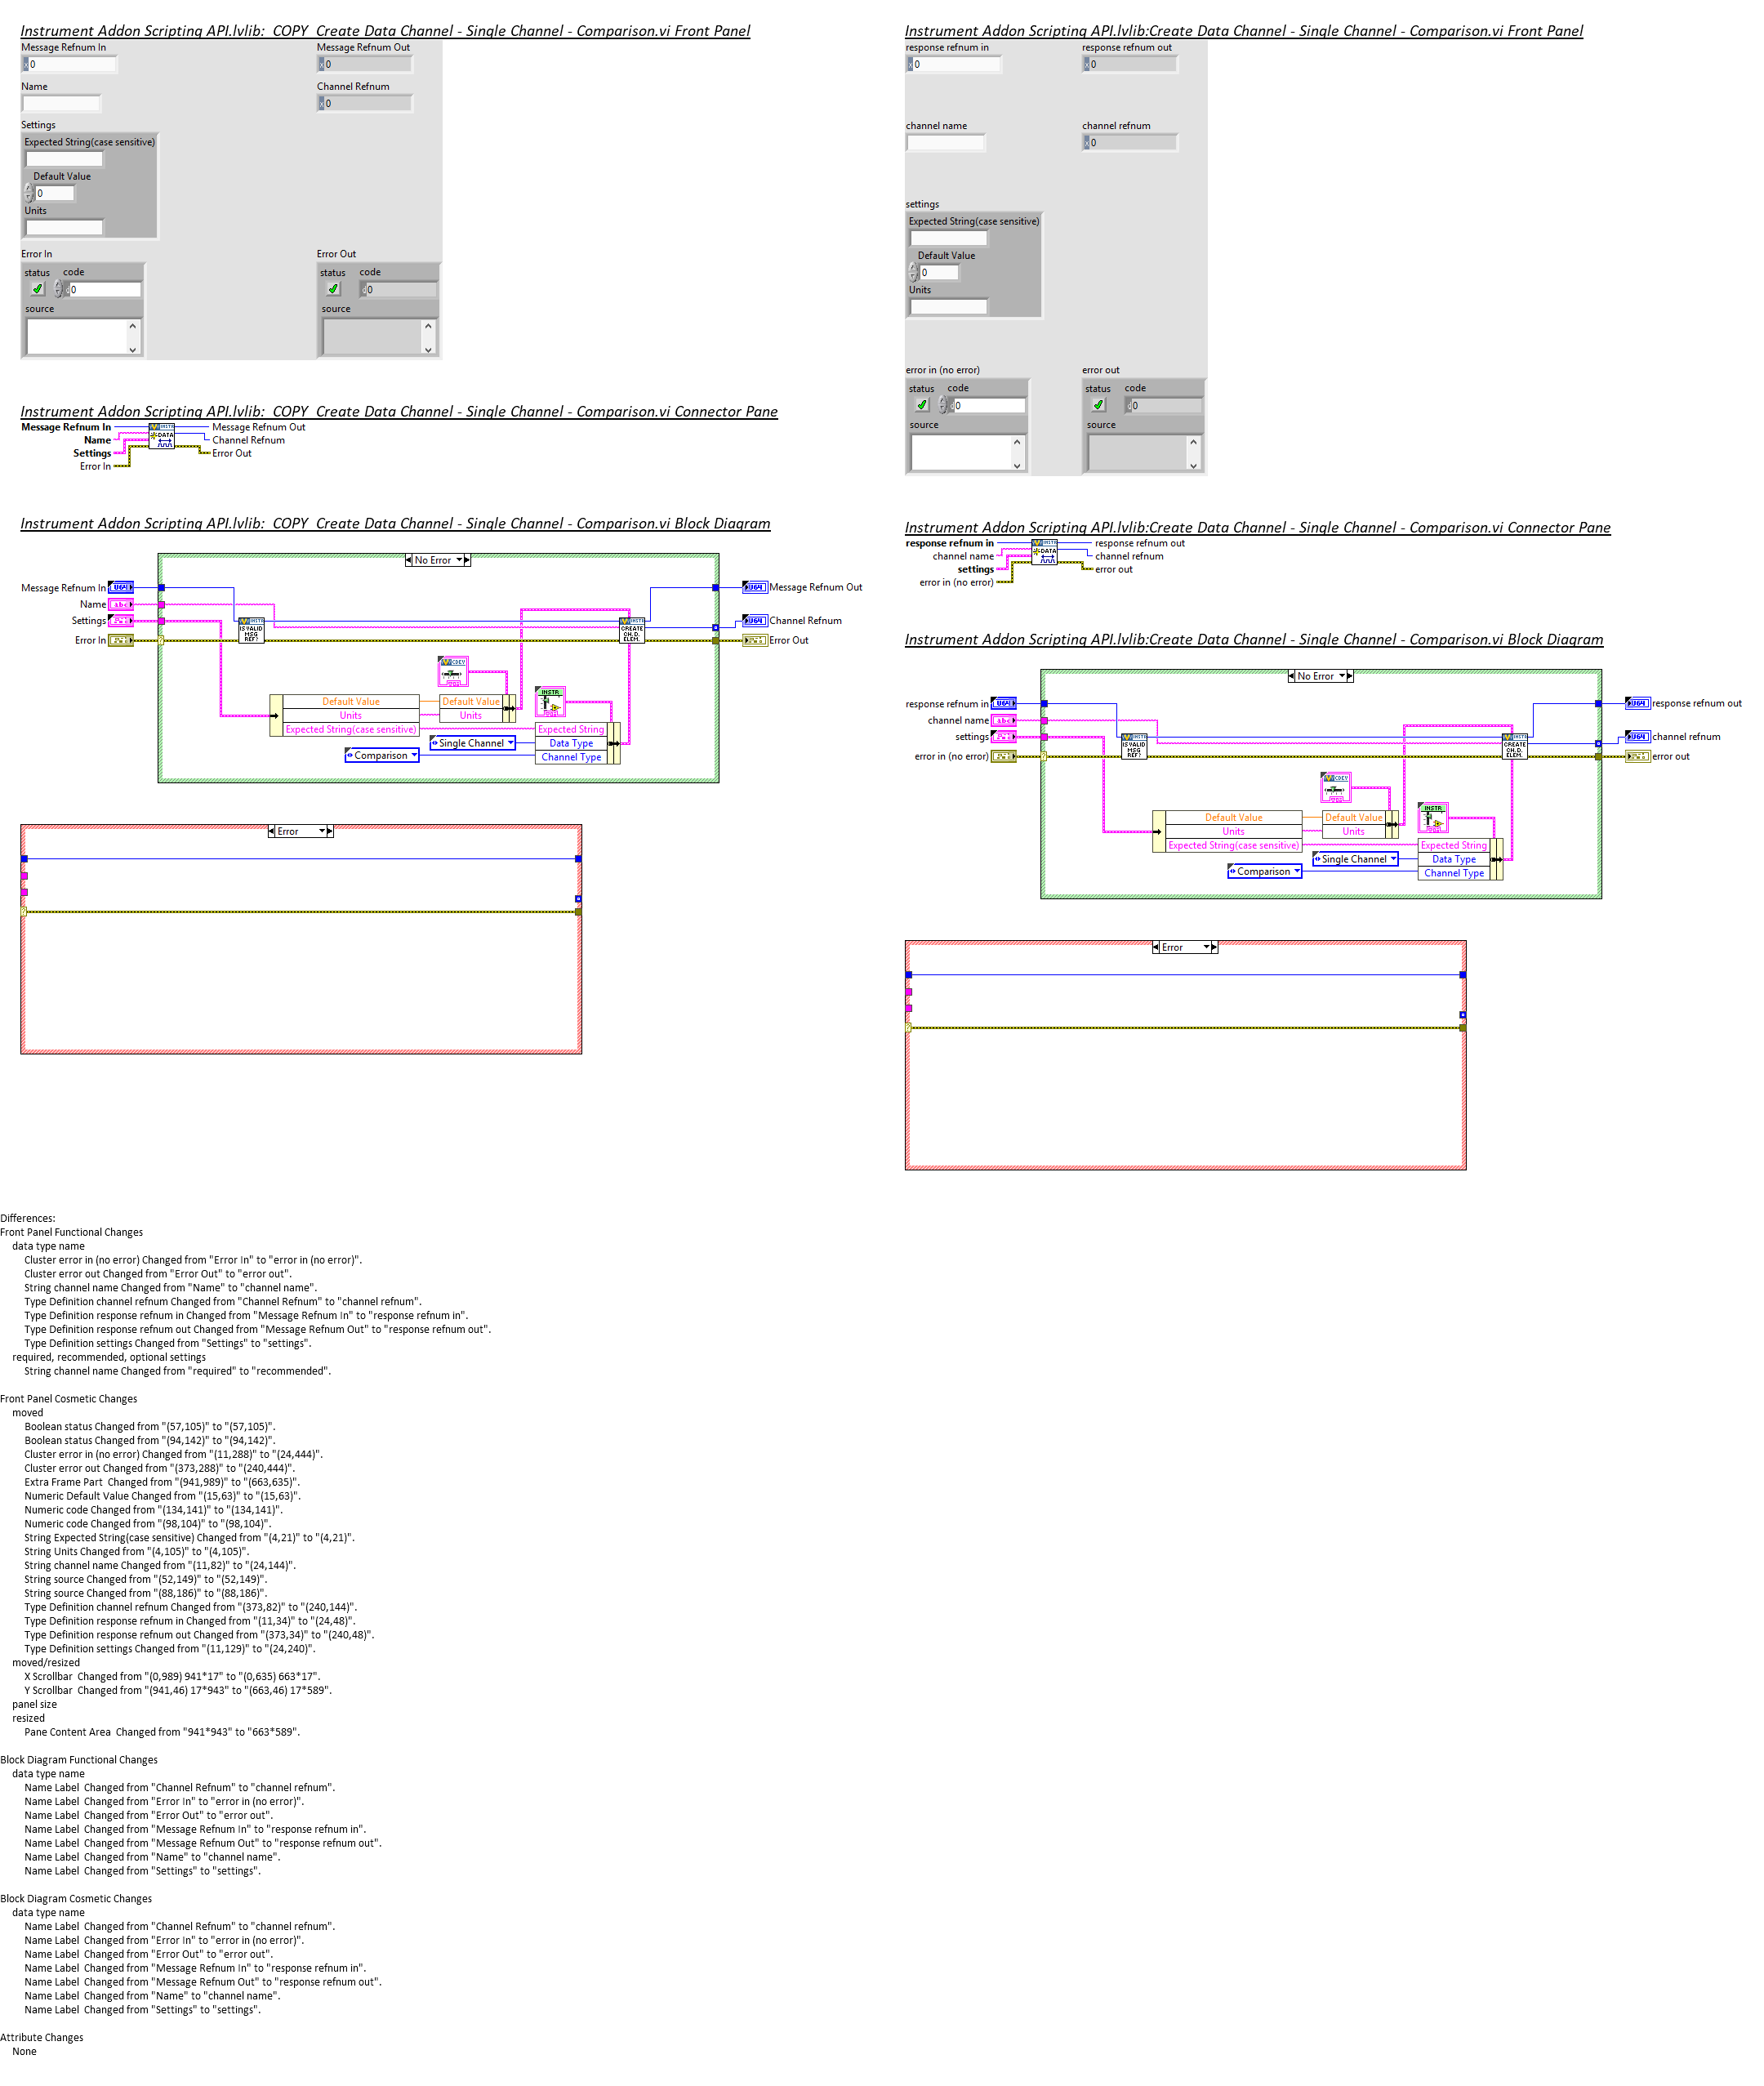 Instrument Addon Scripting API.lvlib:  COPY  Create Data Channel - Single Channel - Comparison.vi Front Panel
Message Refnum In
Message Refnum Out
0
0
Name
Channel Refnum
0
Settings
Expected String(case sensitive)
Default Value
0
Units
Error In
Error Out
status code
status code
0
0
source
source
Instrument Addon Scripting API.lvlib:  COPY  Create Data Channel - Single Channel - Comparison.vi Connector Pane
Message Refnum In
Message Refnum Out
Name
Channel Refnum
Settings
Error Out
Error In
DATA
Instrument Addon Scripting API.lvlib:  COPY  Create Data Channel - Single Channel - Comparison.vi Block Diagram
No Error
Message Refnum In
U64
U64
Message Refnum Out
Name
abc
Settings
U64
Channel Refnum
Error In
Error Out
INSTR
IS VALID
MSG
REF?
INSTR
CREATE
CH.D.
ELEM.
CDEV
INSTR
Default Value
Default Value
Units
Units
Expected String(case sensitive)
Expected String
Single Channel
Data Type
Comparison
Channel Type
Error
Instrument Addon Scripting API.lvlib:Create Data Channel - Single Channel - Comparison.vi Front Panel
response refnum in
response refnum out
0
0
channel name
channel refnum
0
settings
Expected String(case sensitive)
Default Value
0
Units
error in (no error)
error out
status code
status code
0
0
source
source
Instrument Addon Scripting API.lvlib:Create Data Channel - Single Channel - Comparison.vi Connector Pane
response refnum in
response refnum out
channel name
channel refnum
settings
error out
error in (no error)
DATA
Instrument Addon Scripting API.lvlib:Create Data Channel - Single Channel - Comparison.vi Block Diagram
No Error
response refnum in
U64
U64
response refnum out
channel name
abc
settings
U64
channel refnum
error in (no error)
error out
INSTR
IS VALID
MSG
REF?
INSTR
CREATE
CH.D.
ELEM.
CDEV
INSTR
Default Value
Default Value
Units
Units
Expected String(case sensitive)
Expected String
Single Channel
Data Type
Comparison
Channel Type
Error
Differences:
Front Panel Functional Changes
data type name
Cluster error in (no error) Changed from "Error In" to "error in (no error)".
Cluster error out Changed from "Error Out" to "error out".
String channel name Changed from "Name" to "channel name".
Type Definition channel refnum Changed from "Channel Refnum" to "channel refnum".
Type Definition response refnum in Changed from "Message Refnum In" to "response refnum in".
Type Definition response refnum out Changed from "Message Refnum Out" to "response refnum out".
Type Definition settings Changed from "Settings" to "settings".
required, recommended, optional settings
String channel name Changed from "required" to "recommended".
Front Panel Cosmetic Changes
moved
Boolean status Changed from "(57,105)" to "(57,105)".
Boolean status Changed from "(94,142)" to "(94,142)".
Cluster error in (no error) Changed from "(11,288)" to "(24,444)".
Cluster error out Changed from "(373,288)" to "(240,444)".
Extra Frame Part  Changed from "(941,989)" to "(663,635)".
Numeric Default Value Changed from "(15,63)" to "(15,63)".
Numeric code Changed from "(134,141)" to "(134,141)".
Numeric code Changed from "(98,104)" to "(98,104)".
String Expected String(case sensitive) Changed from "(4,21)" to "(4,21)".
String Units Changed from "(4,105)" to "(4,105)".
String channel name Changed from "(11,82)" to "(24,144)".
String source Changed from "(52,149)" to "(52,149)".
String source Changed from "(88,186)" to "(88,186)".
Type Definition channel refnum Changed from "(373,82)" to "(240,144)".
Type Definition response refnum in Changed from "(11,34)" to "(24,48)".
Type Definition response refnum out Changed from "(373,34)" to "(240,48)".
Type Definition settings Changed from "(11,129)" to "(24,240)".
moved/resized
X Scrollbar  Changed from "(0,989) 941*17" to "(0,635) 663*17".
Y Scrollbar  Changed from "(941,46) 17*943" to "(663,46) 17*589".
panel size
resized
Pane Content Area  Changed from "941*943" to "663*589".
Block Diagram Functional Changes
data type name
Name Label  Changed from "Channel Refnum" to "channel refnum".
Name Label  Changed from "Error In" to "error in (no error)".
Name Label  Changed from "Error Out" to "error out".
Name Label  Changed from "Message Refnum In" to "response refnum in".
Name Label  Changed from "Message Refnum Out" to "response refnum out".
Name Label  Changed from "Name" to "channel name".
Name Label  Changed from "Settings" to "settings".
Block Diagram Cosmetic Changes
data type name
Name Label  Changed from "Channel Refnum" to "channel refnum".
Name Label  Changed from "Error In" to "error in (no error)".
Name Label  Changed from "Error Out" to "error out".
Name Label  Changed from "Message Refnum In" to "response refnum in".
Name Label  Changed from "Message Refnum Out" to "response refnum out".
Name Label  Changed from "Name" to "channel name".
Name Label  Changed from "Settings" to "settings".
Attribute Changes
None